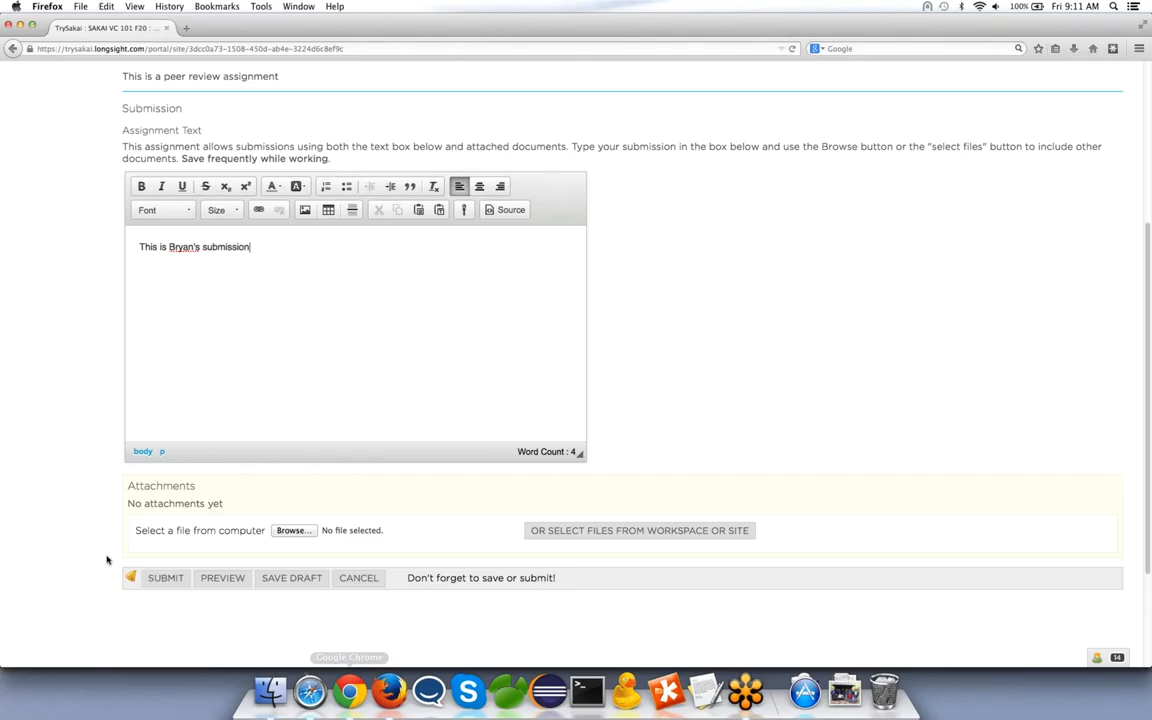 Firefox File Edit View History Bookmarks Tools Window Help 100% Fri 9:11 AM
TrySakai : SAKAI VC 101 F20 : ...
https://trysakai.longsight.com/portal/site/3dcc0a73-1508-450d-ab4e-3224d6c8ef9c Google
This is a peer review assignment
Submission
Assignment Text
This assignment allows submissions using both the text box below and attached documents. Type your submission in the box below and use the Browse button or the "select files" button to include other
documents. Save frequently while working.
B I U S x₂ x² A A Tx
Font Size Source
This is Bryan's submission
body p Word Count : 4
Attachments
No attachments yet
Select a file from computer Browse... No file selected. OR SELECT FILES FROM WORKSPACE OR SITE
SUBMIT PREVIEW SAVE DRAFT CANCEL Don't forget to save or submit!
Google Chrome 14